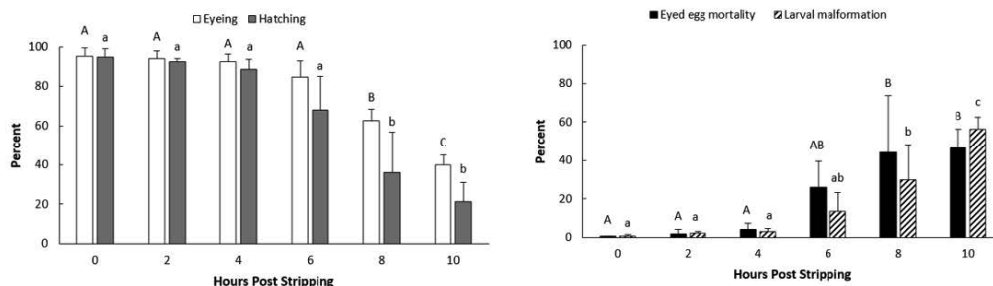 Eyeing Hatching
100
80
60
40
20
0
Percent
A a A a A a A a B b C b
0 2 4 6 8 10
Hours Post Stripping
Eyed egg mortality Larval malformation
100
80
60
40
20
0
Percent
A a A a A a AB ab B b B c
0 2 4 6 8 10
Hours Post Stripping